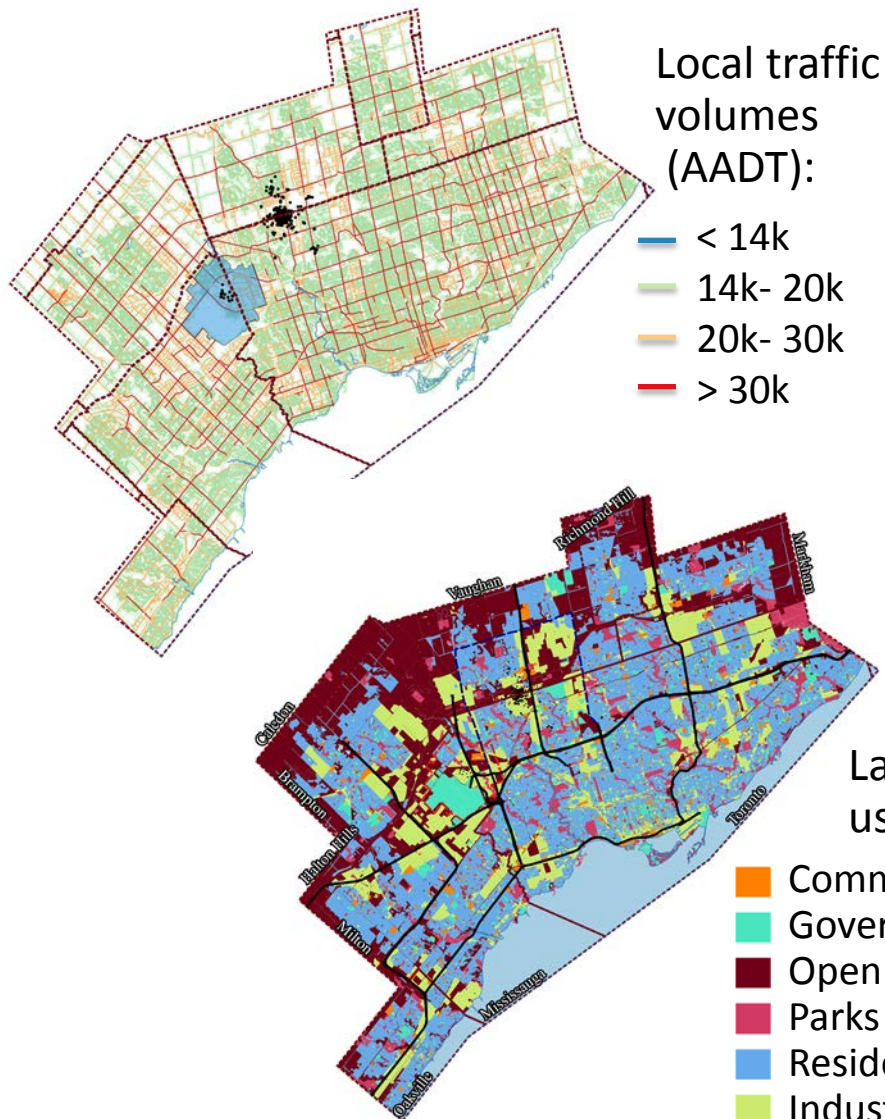 Local traffic
volumes
(AADT):
< 14k
14k- 20k
20k- 30k
> 30k
Richmond Hill
Markham
Vaughan
Caledon
Brampton
Halton Hills
Milton
Mississauga
Toronto
Oakville
La
us
Comm
Gover
Open
Parks
Reside
Indust